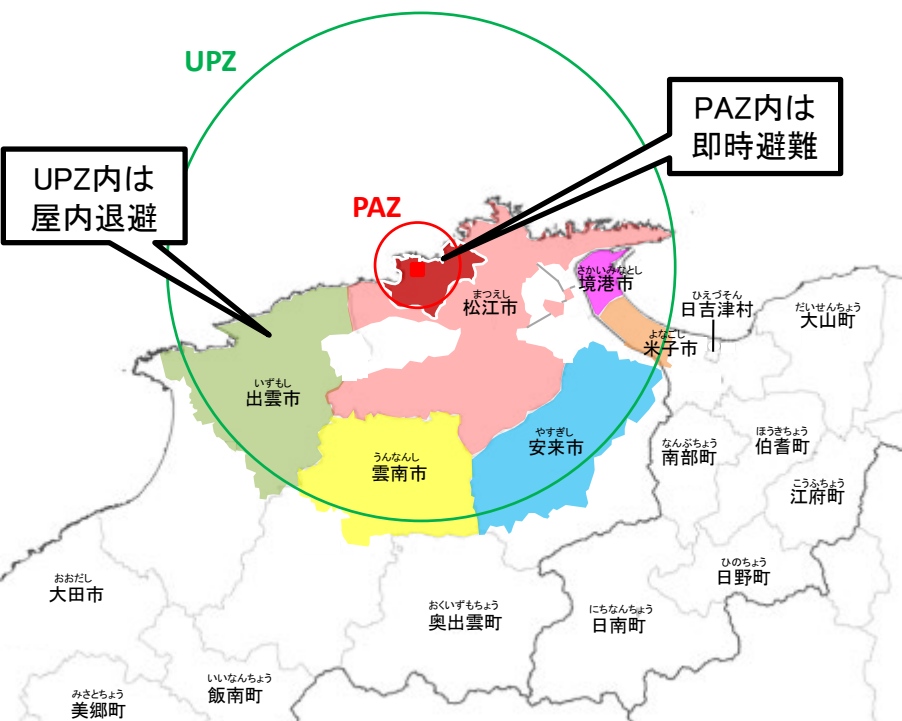 UPZ
PAZ内は
即時避難
UPZ内は
屋内退避
PAZ
さかいみなとし
境港市
まつえし
松江市
ひえづそん
日吉津村
だいせんちょう
大山町
よなごし
米子市
いずもし
出雲市
やすぎし
安来市
うんなんし
雲南市
なんぶちょう
南部町
ほうきちょう
伯耆町
こうふちょう
江府町
ひのちょう
日野町
おおだし
大田市
おくいずもちょう
奥出雲町
にちなんちょう
日南町
いいなんちょう
飯南町
みさとちょう
美郷町